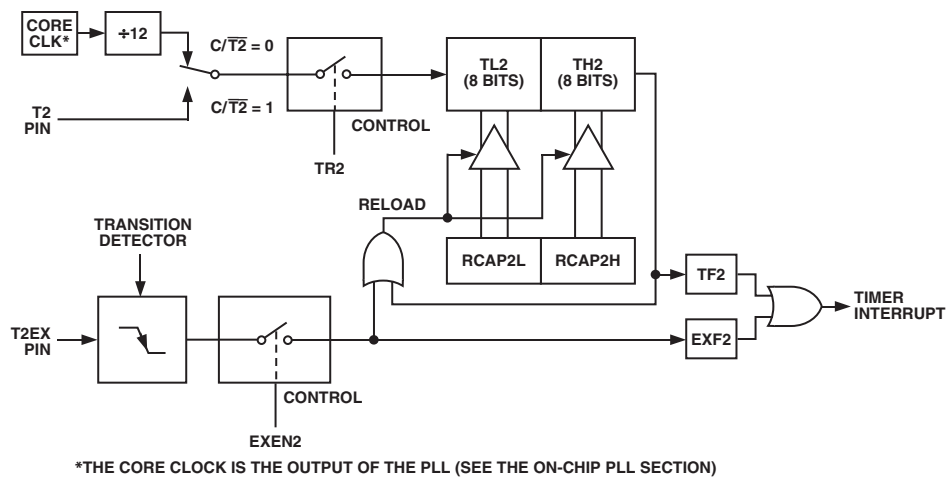 CORE
CLK*
÷12
C/T2 = 0
C/T2 = 1
T2
PIN
CONTROL
TR2
TL2
(8 BITS)
TH2
(8 BITS)
RELOAD
TRANSITION
DETECTOR
RCAP2L
RCAP2H
TF2
TIMER
INTERRUPT
T2EX
PIN
EXF2
CONTROL
EXEN2
*THE CORE CLOCK IS THE OUTPUT OF THE PLL (SEE THE ON-CHIP PLL SECTION)